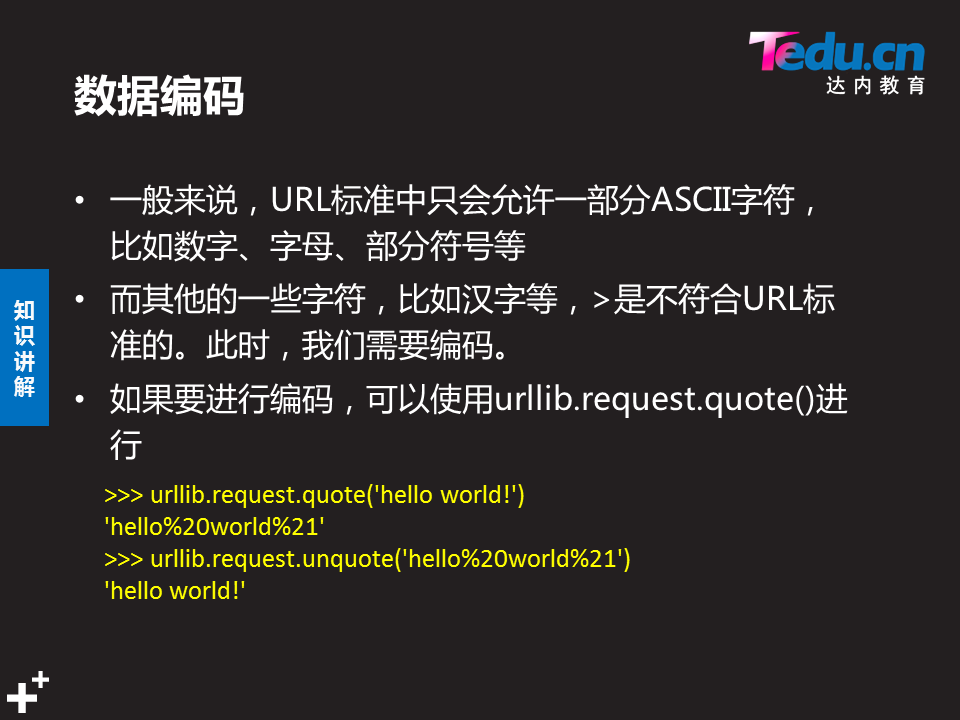 Tedu.cn
达内教育
数据编码
• 一般来说，URL标准中只会允许一部分ASCII字符，
比如数字、字母、部分符号等
• 而其他的一些字符，比如汉字等，>是不符合URL标
准的。此时，我们需要编码。
• 如果要进行编码，可以使用urllib.request.quote()进
行
>>> urllib.request.quote('hello world!')
'hello%20world%21'
>>> urllib.request.unquote('hello%20world%21')
'hello world!'
知
识
讲
解